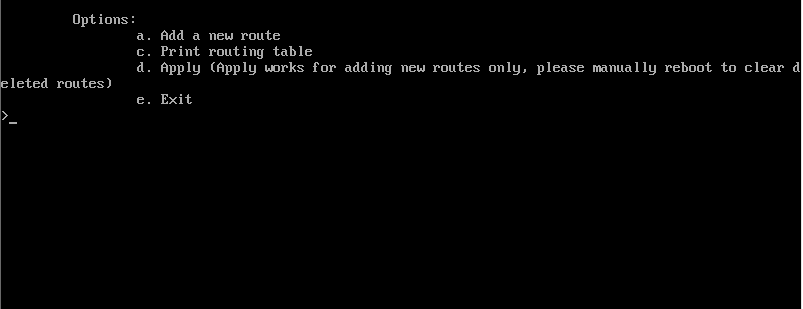 Options:
a. Add a new route
c. Print routing table
d. Apply (Apply works for adding new routes only, please manually reboot to clear d
eleted routes)
e. Exit
>_